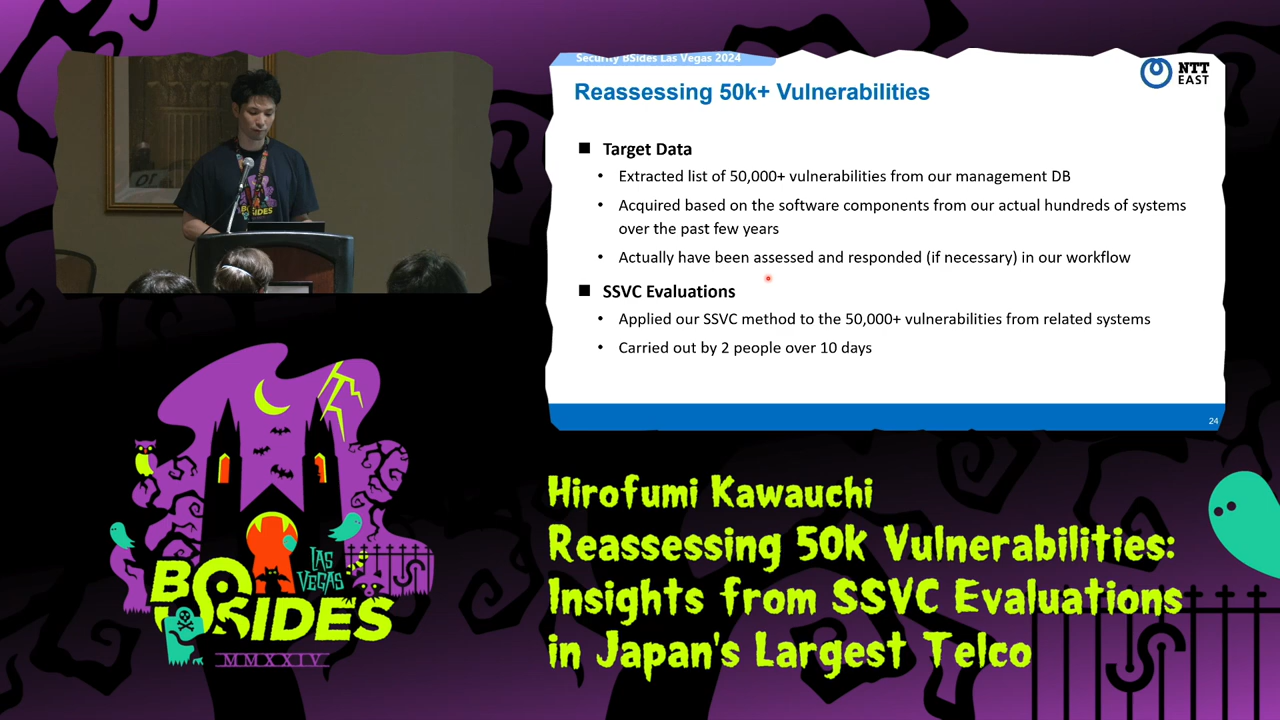 Security BSides Las Vegas 2024
NTT
EAST
Reassessing 50k+ Vulnerabilities
■ Target Data
• Extracted list of 50,000+ vulnerabilities from our management DB
• Acquired based on the software components from our actual hundreds of systems
over the past few years
• Actually have been assessed and responded (if necessary) in our workflow
■ SSVC Evaluations
• Applied our SSVC method to the 50,000+ vulnerabilities from related systems
• Carried out by 2 people over 10 days
24
BSIDES
LAS
VEGAS
BSIDES
MMXXIV
Hirofumi Kawauchi
Reassessing 50k Vulnerabilities:
Insights from SSVC Evaluations
in Japan's Largest Telco